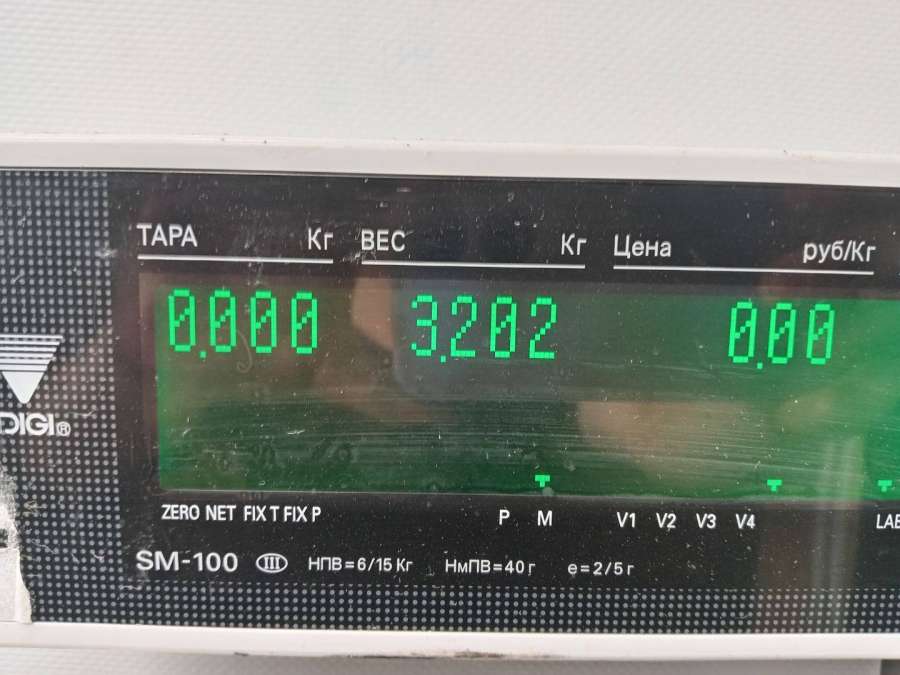 ТАРА Кг ВЕС Кг Цена руб/Кг
0.000 3.202 0.00
DIGI®
ZERO NET FIX T FIX P P M V1 V2 V3 V4
SM-100 III НПВ=6/15 Кг НмПВ=40 г e=2/5 г